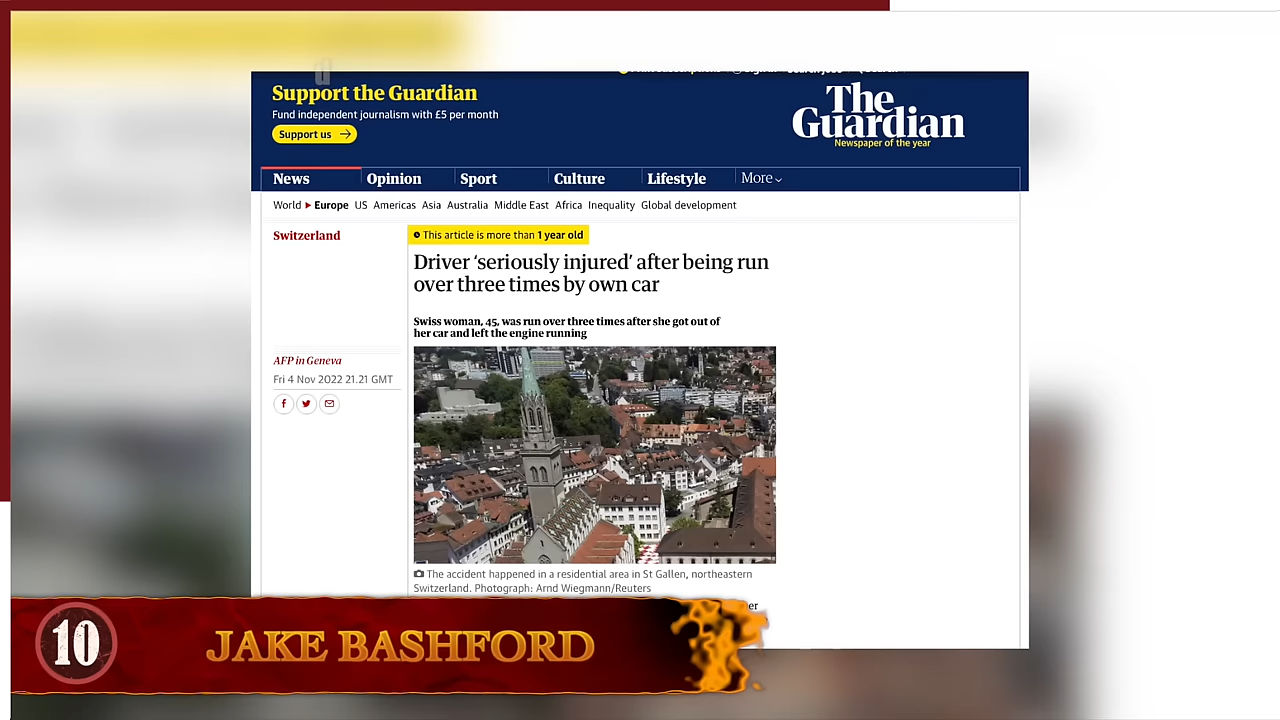 Support the Guardian
Fund independent journalism with £5 per month
Support us
The
Guardian
Newspaper of the year
News
Opinion
Sport
Culture
Lifestyle
More
World
Europe
US
Americas
Asia
Australia
Middle East
Africa
Inequality
Global development
Switzerland
This article is more than 1 year old
Driver ‘seriously injured’ after being run
over three times by own car
Swiss woman, 45, was run over three times after she got out of
her car and left the engine running
AFP in Geneva
Fri 4 Nov 2022 21.21 GMT
The accident happened in a residential area in St Gallen, northeastern
Switzerland. Photograph: Arnd Wiegmann/Reuters
10
JAKE BASHFORD